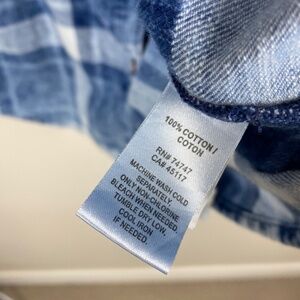 100% COTTON/
COTON
RN# 74747
CA# 45117
MACHINE WASH COLD
SEPARATELY.
ONLY NON-CHLORINE
BLEACH WHEN NEEDED.
TUMBLE DRY LOW,
COOL IRON
IF NEEDED.